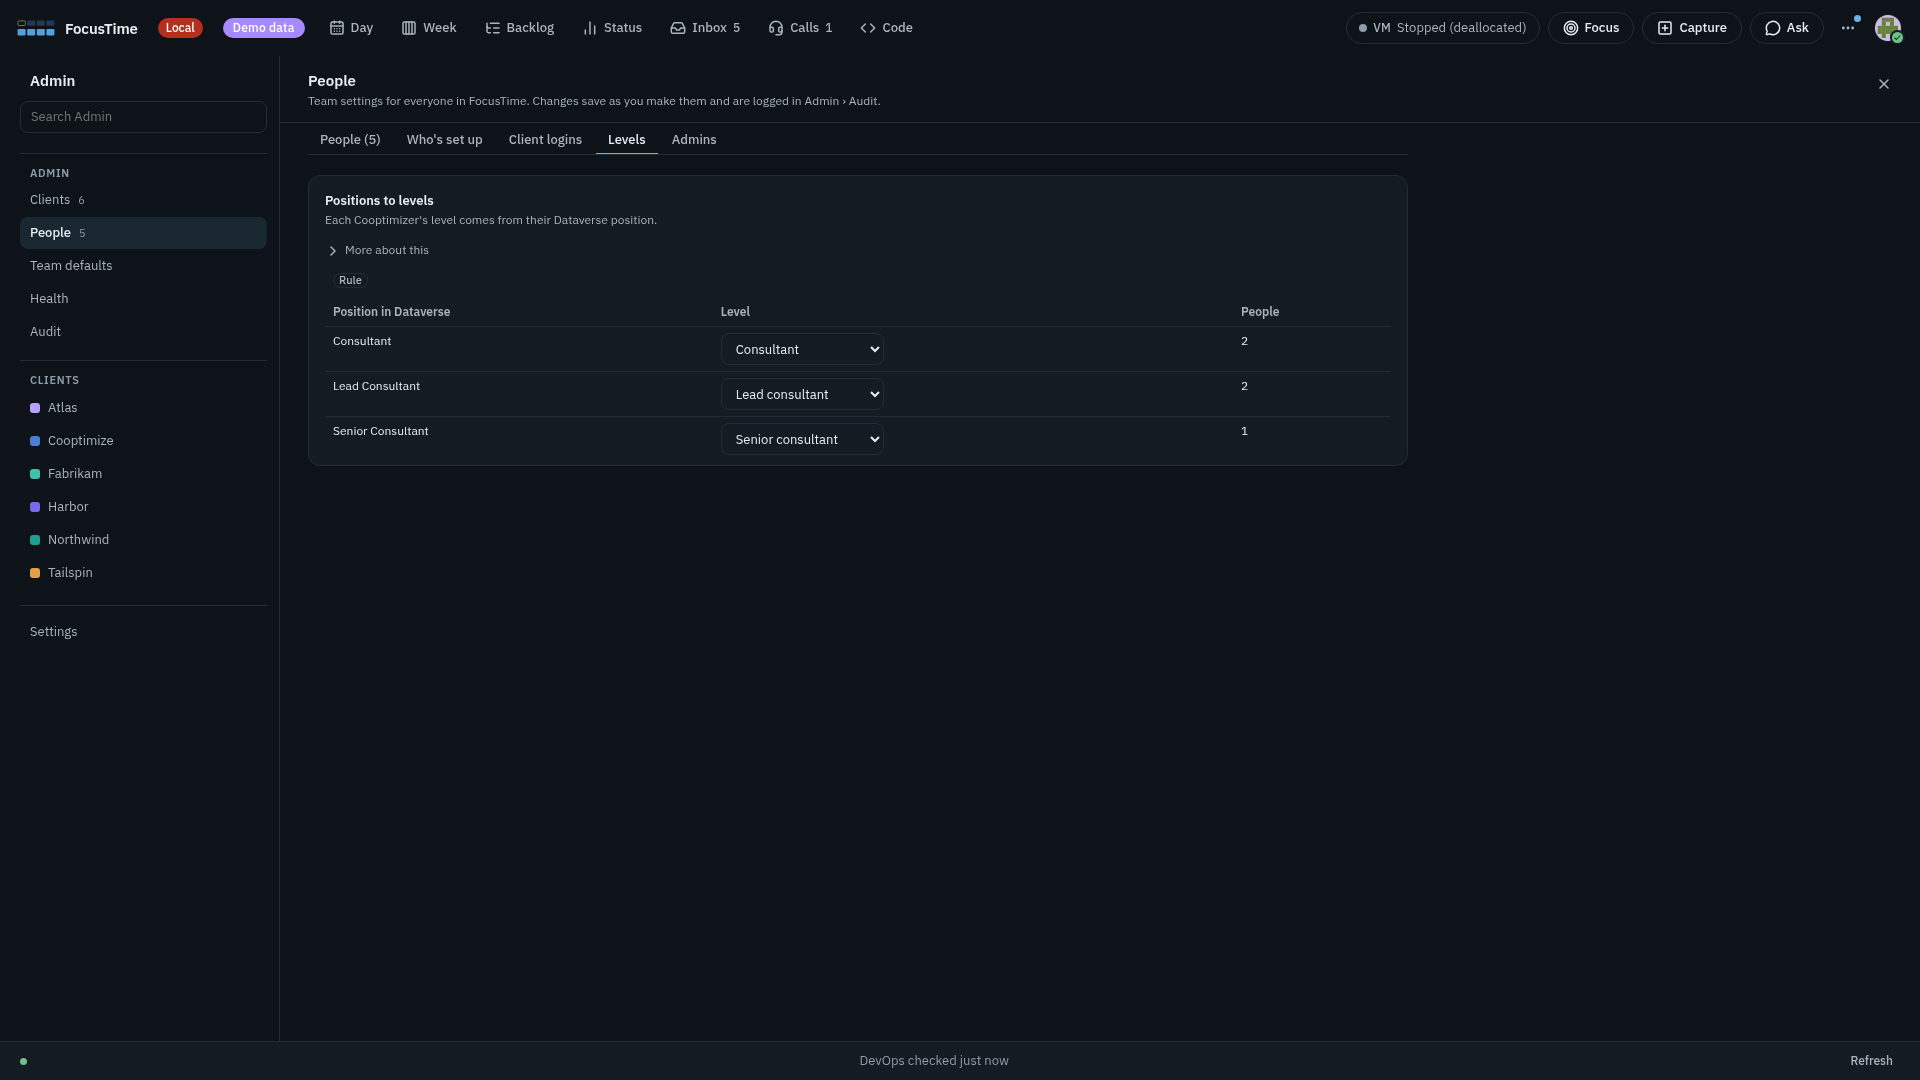 FocusTime
Local
Demo data
Day
Week
Backlog
Status
Inbox 5
Calls 1
Code
VM Stopped (deallocated)
Focus
Capture
Ask
Admin
Search Admin
ADMIN
Clients 6
People 5
Team defaults
Health
Audit
CLIENTS
Atlas
Cooptimize
Fabrikam
Harbor
Northwind
Tailspin
Settings
People
Team settings for everyone in FocusTime. Changes save as you make them and are logged in Admin › Audit.
People (5)
Who's set up
Client logins
Levels
Admins
Positions to levels
Each Cooptimizer's level comes from their Dataverse position.
More about this
Rule
Position in Dataverse Level People
Consultant Consultant 2
Lead Consultant Lead consultant 2
Senior Consultant Senior consultant 1
DevOps checked just now
Refresh